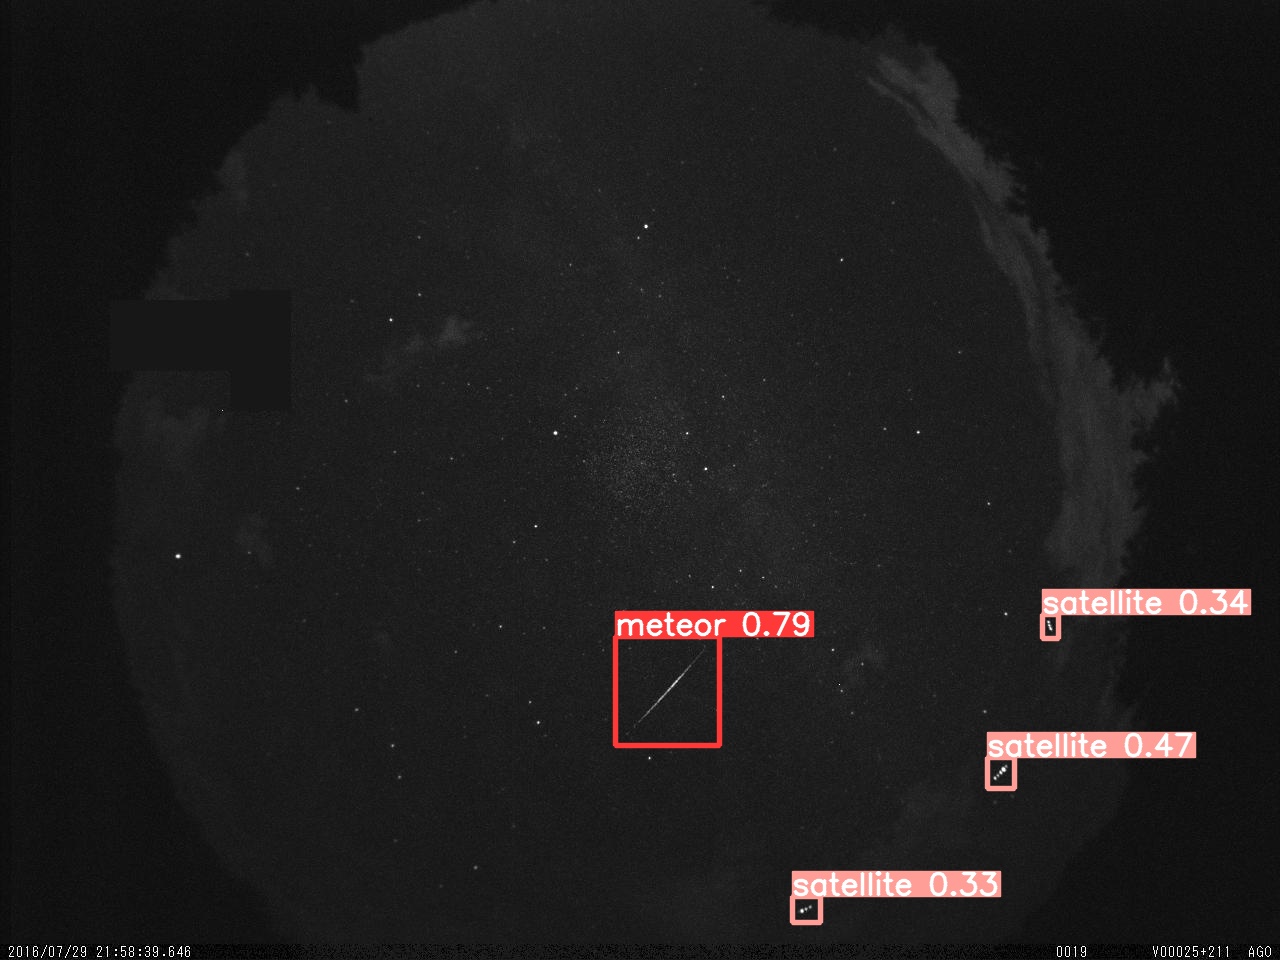 meteor 0.79
satellite 0.34
satellite 0.47
satellite 0.33
2016/07/29 21:58:39.646 0019 V00025+211 AGO